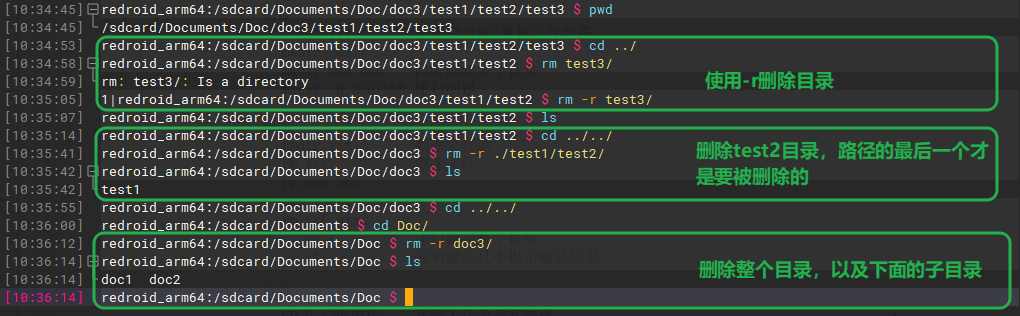 [10:34:45] redroid_arm64:/sdcard/Documents/Doc/doc3/test1/test2/test3 $ pwd
[10:34:45] /sdcard/Documents/Doc/doc3/test1/test2/test3
[10:34:53] redroid_arm64:/sdcard/Documents/Doc/doc3/test1/test2/test3 $ cd ../
[10:34:58] redroid_arm64:/sdcard/Documents/Doc/doc3/test1/test2 $ rm test3/
[10:34:59] rm: test3/: Is a directory
使用-r删除目录
[10:35:05] 1|redroid_arm64:/sdcard/Documents/Doc/doc3/test1/test2 $ rm -r test3/
[10:35:07] redroid_arm64:/sdcard/Documents/Doc/doc3/test1/test2 $ ls
[10:35:14] redroid_arm64:/sdcard/Documents/Doc/doc3/test1/test2 $ cd ../../
[10:35:41] redroid_arm64:/sdcard/Documents/Doc/doc3 $ rm -r ./test1/test2/
删除test2目录，路径的最后一个才
[10:35:42] redroid_arm64:/sdcard/Documents/Doc/doc3 $ ls
是要被删除的
[10:35:42] test1
[10:35:55] redroid_arm64:/sdcard/Documents/Doc/doc3 $ cd ../../
[10:36:00] redroid_arm64:/sdcard/Documents $ cd Doc/
[10:36:12] redroid_arm64:/sdcard/Documents/Doc $ rm -r doc3/
[10:36:14] redroid_arm64:/sdcard/Documents/Doc $ ls
删除整个目录，以及下面的子目录
[10:36:14] doc1 doc2
[10:36:14] redroid_arm64:/sdcard/Documents/Doc $